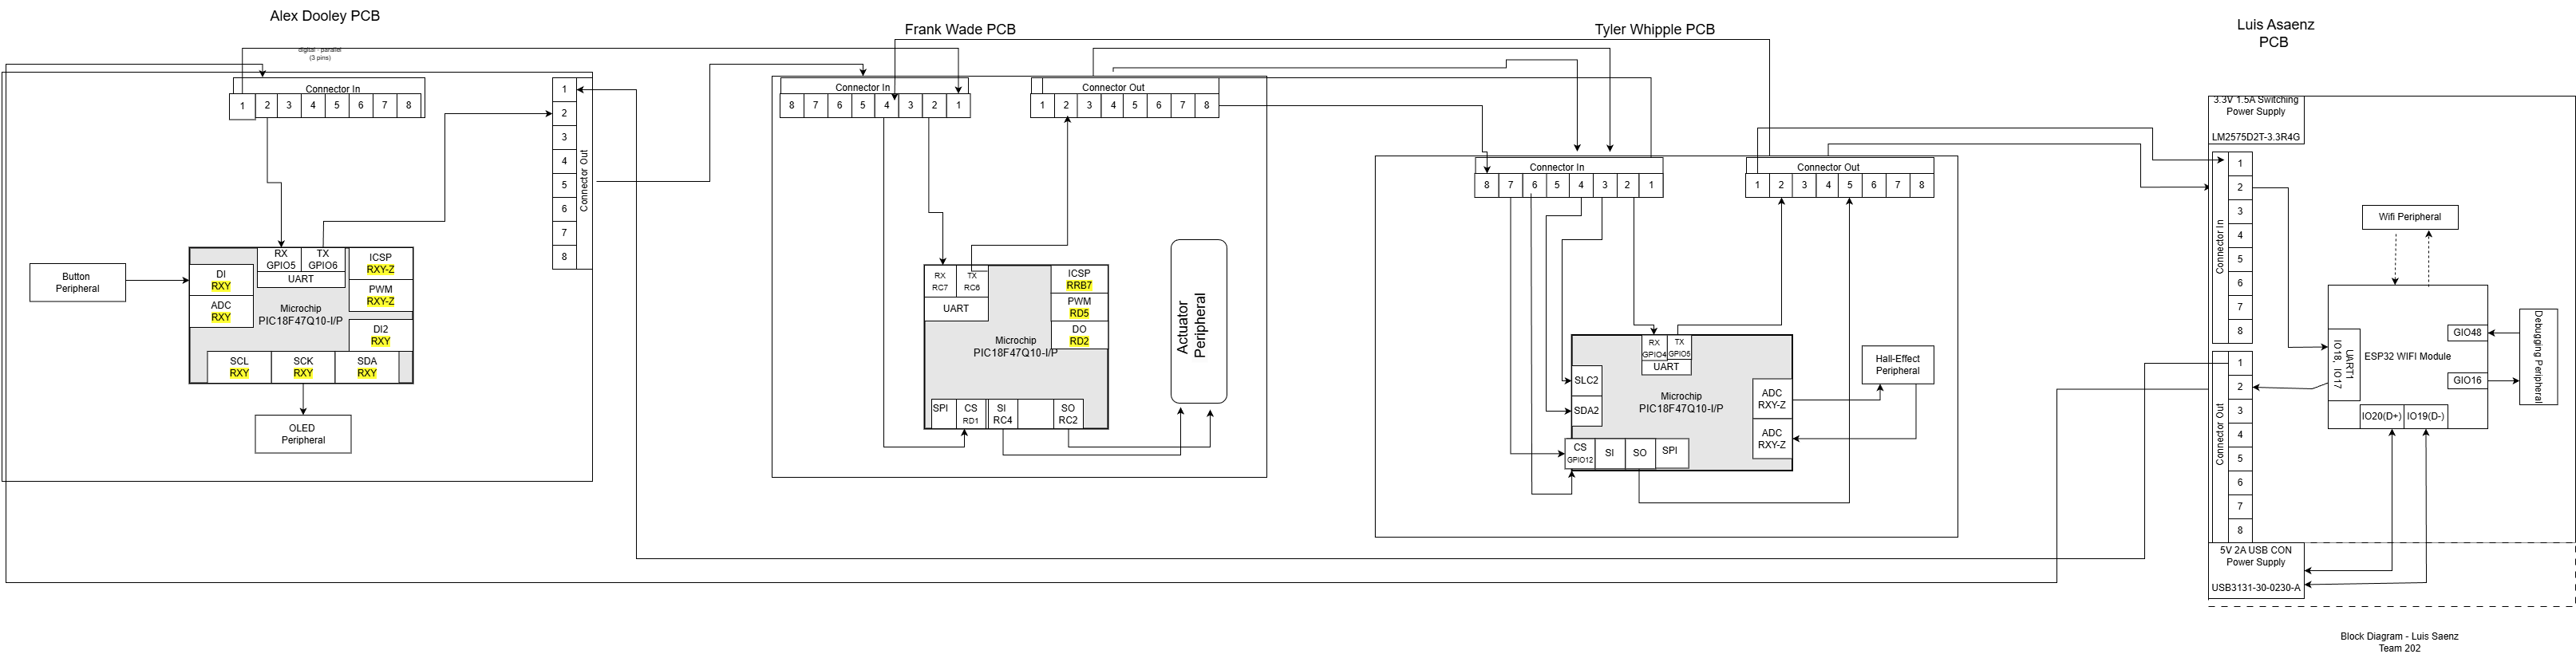 Alex Dooley PCB
Frank Wade PCB
Tyler Whipple PCB
Luis Asaenz
PCB
digital - parallel
(3 pins)
Connector In
1 2 3 4 5 6 7 8
1
2
3
4
5
6
7
8
Connector Out
Button
Peripheral
RX
GPIO5
TX
GPIO6
UART
ICSP
RXY-Z
DI
RXY
PWM
RXY-Z
ADC
RXY
Microchip
PIC18F47Q10-I/P
DI2
RXY
SCL
RXY
SCK
RXY
SDA
RXY
OLED
Peripheral
Connector In
8 7 6 5 4 3 2 1
Connector Out
1 2 3 4 5 6 7 8
RX
RC7
TX
RC6
UART
ICSP
RRB7
PWM
RD5
DO
RD2
Microchip
PIC18F47Q10-I/P
SPI
CS
RD1
SI
RC4
SO
RC2
Actuator
Peripheral
Connector In
8 7 6 5 4 3 2 1
Connector Out
1 2 3 4 5 6 7 8
RX
GPIO4
TX
GPIO5
UART
SLC2
SDA2
Microchip
PIC18F47Q10-I/P
ADC
RXY-Z
ADC
RXY-Z
CS
GPIO12
SI
SO
SPI
Hall-Effect
Peripheral
3.3V 1.5A Switching
Power Supply
LM2575D2T-3.3R4G
Connector In
1
2
3
4
5
6
7
8
Connector Out
1
2
3
4
5
6
7
8
Wifi Peripheral
UART1
IO18, IO17
ESP32 WIFI Module
GIO48
GIO16
IO20(D+)
IO19(D-)
Debugging Peripheral
5V 2A USB CON
Power Supply
USB3131-30-0230-A
Block Diagram - Luis Saenz
Team 202